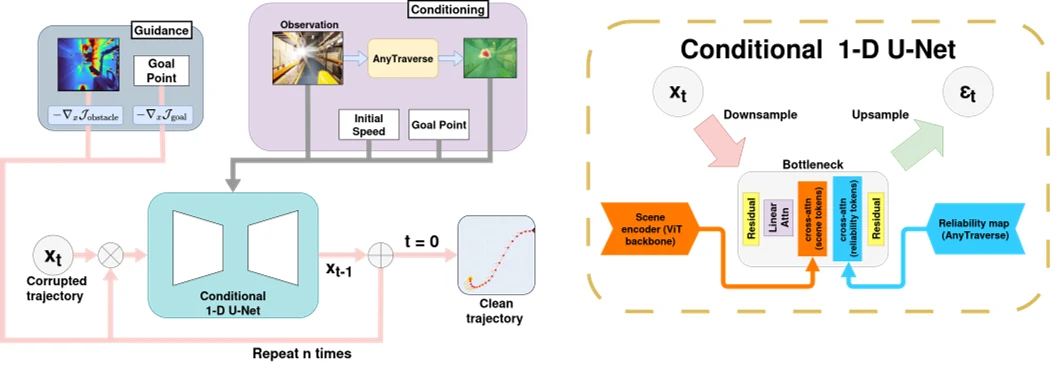 Guidance
Goal
Point
−∇ₓ𝒥obstacle
−∇ₓ𝒥goal
Conditioning
Observation
AnyTraverse
Initial
Speed
Goal Point
xt
Corrupted
trajectory
Conditional
1-D U-Net
xt-1
t = 0
Clean
trajectory
Repeat n times
Conditional 1-D U-Net
xt
εt
Downsample
Upsample
Bottleneck
Residual
Linear
Attn
cross-attn
(scene tokens)
cross-attn
(reliability tokens)
Residual
Scene
encoder (ViT
backbone)
Reliability map
(AnyTraverse)